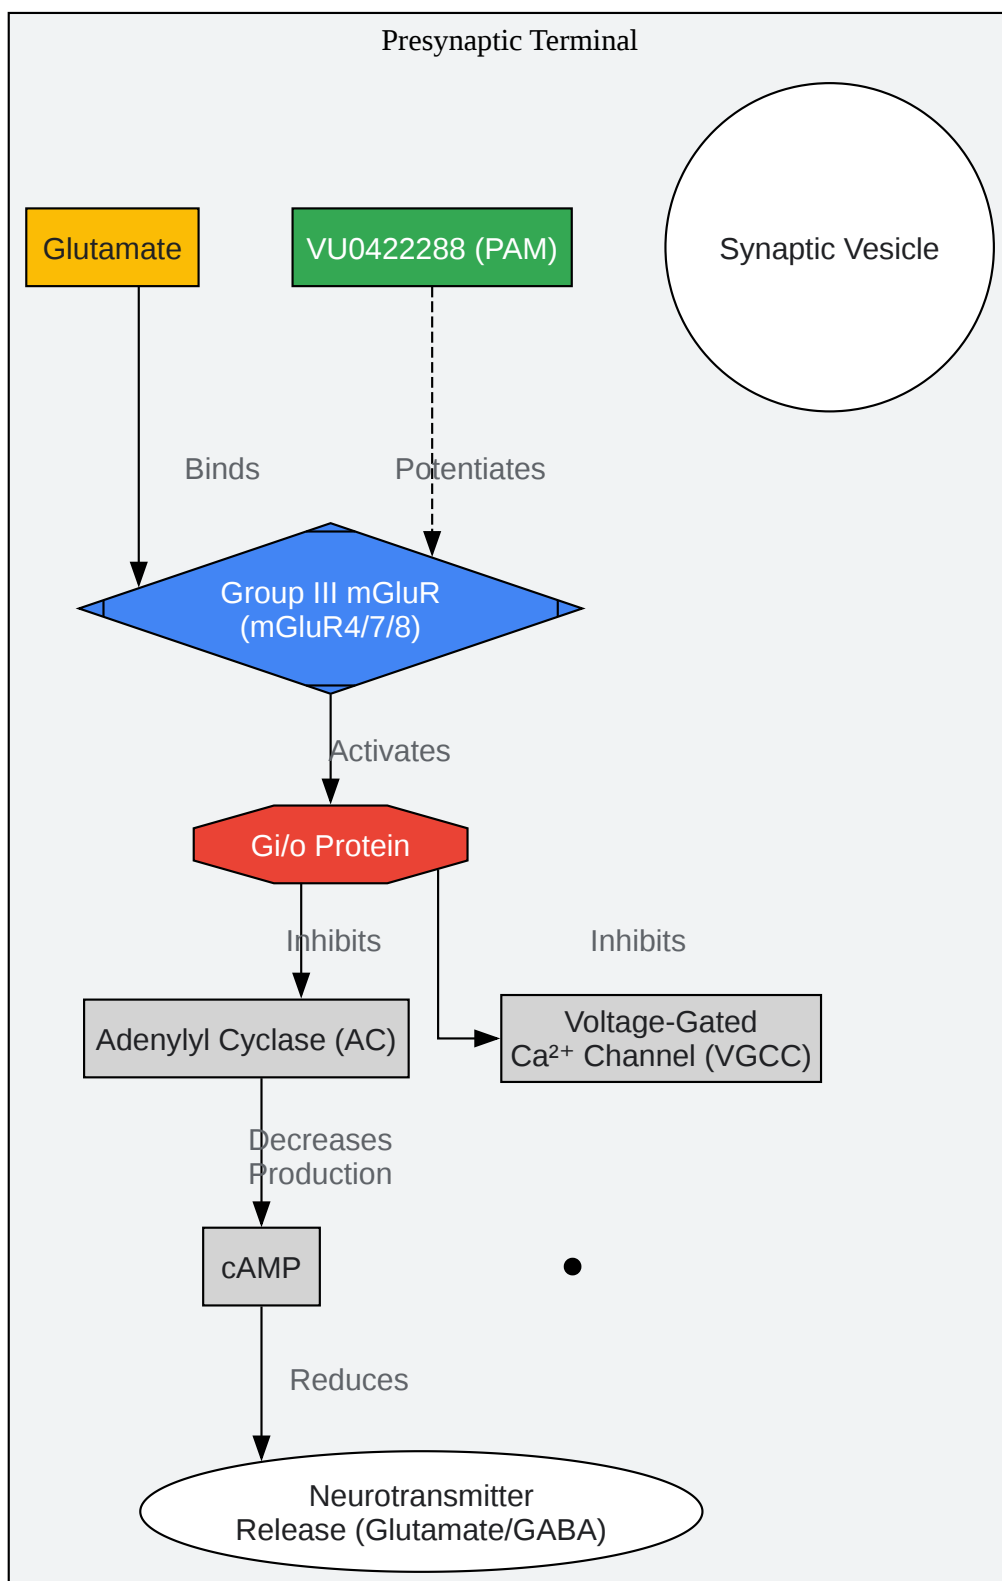 Presynaptic Terminal
Glutamate
VU0422288 (PAM)
Synaptic Vesicle
Binds
Potentiates
Group III mGluR
(mGluR4/7/8)
Activates
Gi/o Protein
Inhibits
Inhibits
Adenylyl Cyclase (AC)
Voltage-Gated
Ca²⁺ Channel (VGCC)
Decreases
Production
cAMP
Reduces
Neurotransmitter
Release (Glutamate/GABA)